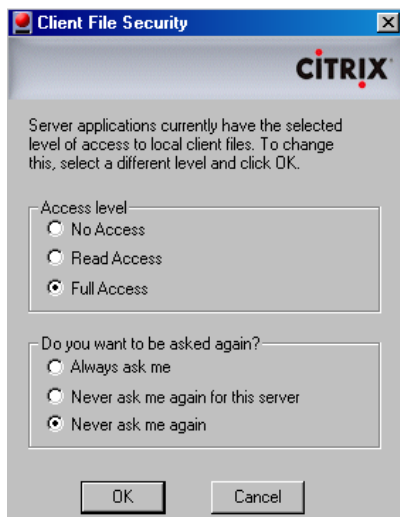 Client File Security
CITRIX
Server applications currently have the selected
level of access to local client files. To change
this, select a different level and click OK.
Access level
No Access
Read Access
Full Access
Do you want to be asked again?
Always ask me
Never ask me again for this server
Never ask me again
OK
Cancel